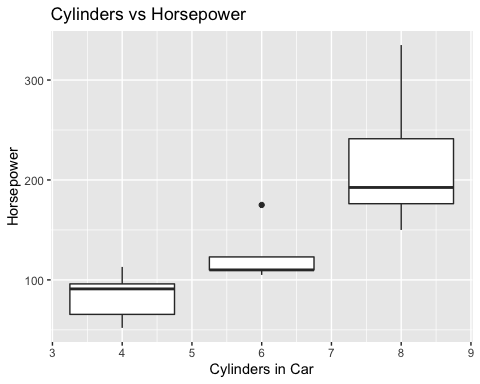 Cylinders vs Horsepower
300
200
100
Horsepower
3 4 5 6 7 8 9
Cylinders in Car